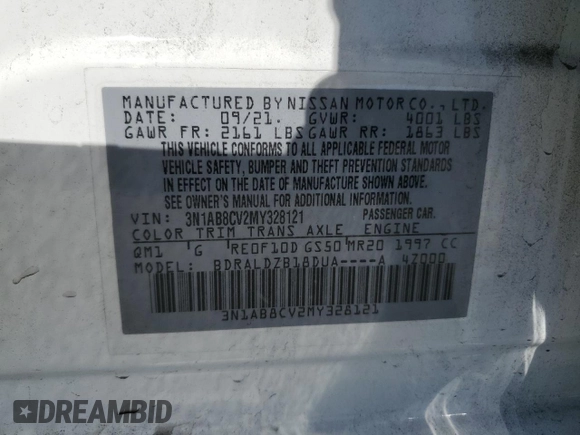 MANUFACTURED BY NISSAN MOTOR CO., LTD.
DATE: 09/21. GVWR: 4001 LBS
GAWR FR: 2161 LBS GAWR RR: 1863 LBS
THIS VEHICLE CONFORMS TO ALL APPLICABLE FEDERAL MOTOR
VEHICLE SAFETY, BUMPER AND THEFT PREVENTION STANDARDS
IN EFFECT ON THE DATE OF MANUFACTURE SHOWN ABOVE.
SEE OWNER'S MANUAL FOR ADDITIONAL INFORMATION.
VIN: 3N1AB8CV2MY328121 PASSENGER CAR.
COLOR TRIM TRANS AXLE ENGINE
QM1 G RE0F10D GS50 MR20 1997 CC
MODEL: BDRALDZB18DUA----A 4Z000
3N1AB8CV2MY328121
DREAMBID